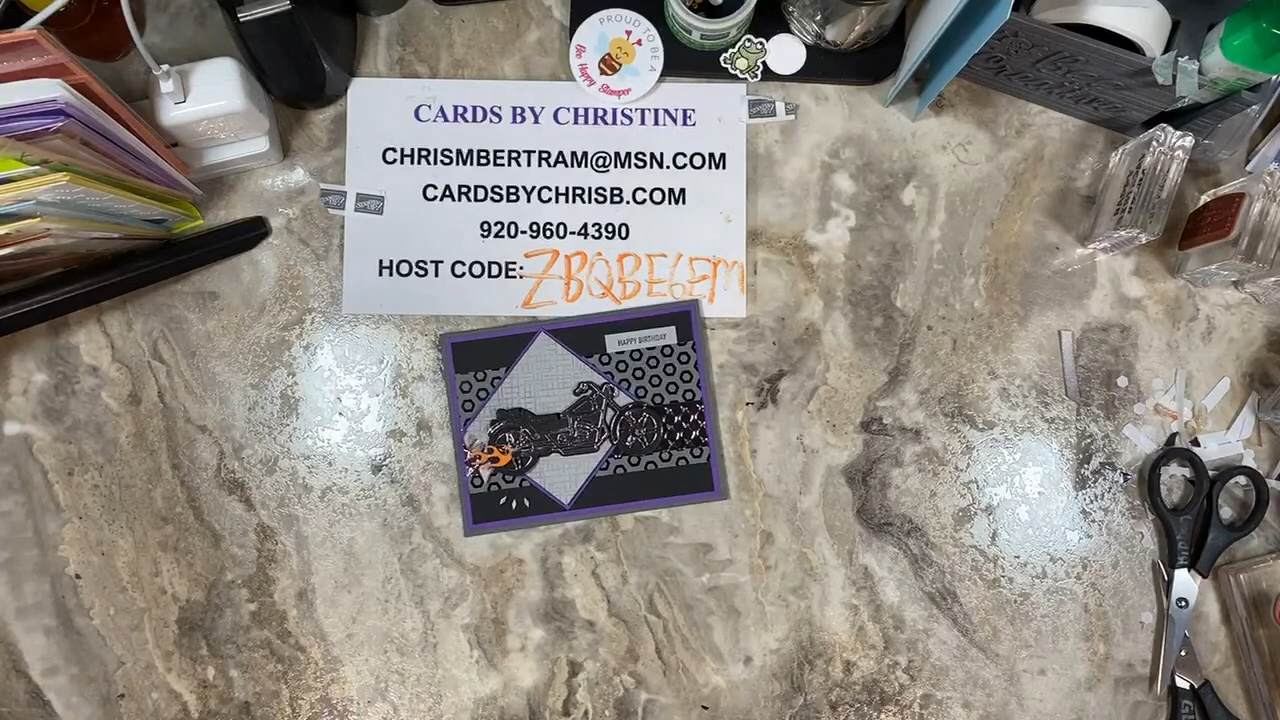 PROUD TO BE A
Bee Happy Stamper
CARDS BY CHRISTINE
CHRISMBERTRAM@MSN.COM
CARDSBYCHRISB.COM
920-960-4390
HOST CODE: ZBQBE6EM
HAPPY BIRTHDAY